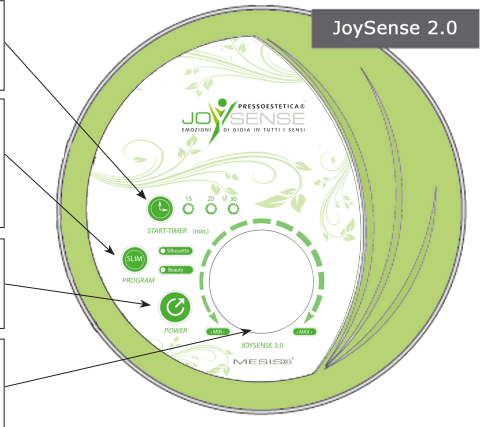 JoySense 2.0
PRESSOESTETICA®
JOYSENSE
EMOZIONI DI GIOIA IN TUTTI I SENSI
15 25 30
START-TIMER (min.)
SLIM
Silhouette
Beauty
PROGRAM
POWER
•MIN• •MAX•
JOYSENSE 3.0
MESIS